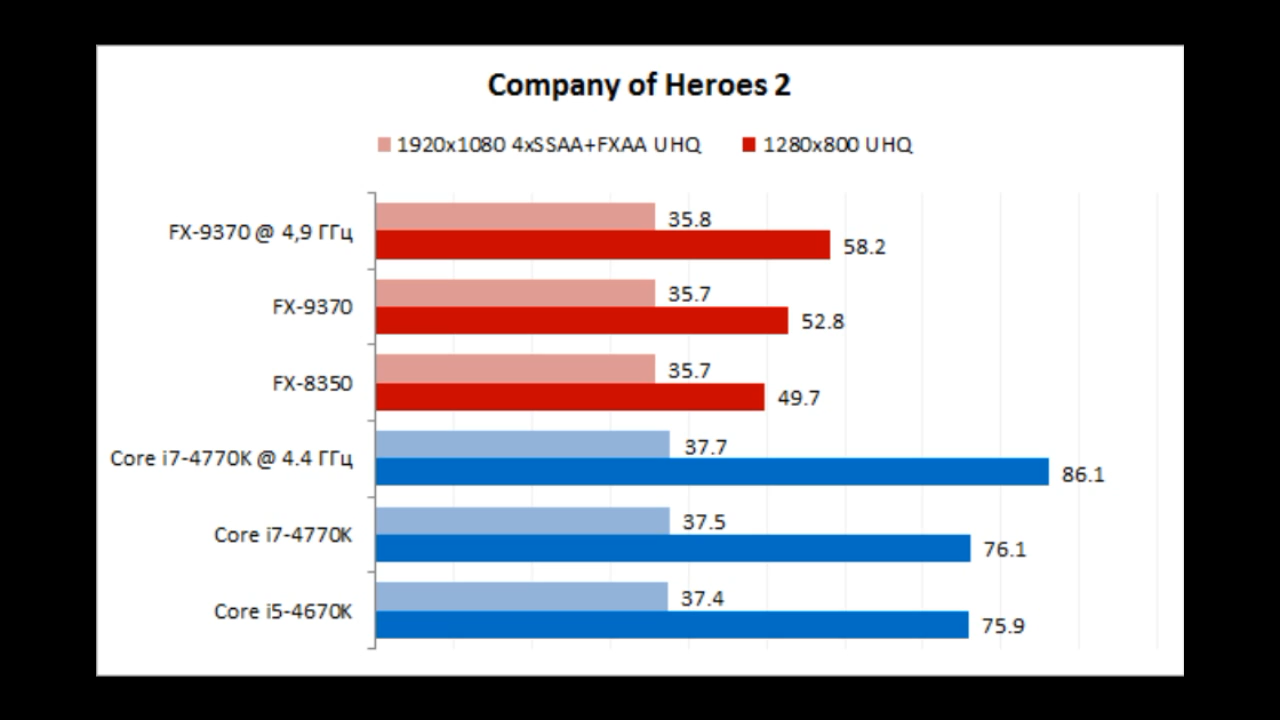 Company of Heroes 2
1920x1080 4xSSAA+FXAA UHQ 1280x800 UHQ
FX-9370 @ 4,9 ГГц 35.8
58.2
FX-9370 35.7
52.8
FX-8350 35.7
49.7
Core i7-4770K @ 4.4 ГГц 37.7
86.1
Core i7-4770K 37.5
76.1
Core i5-4670K 37.4
75.9